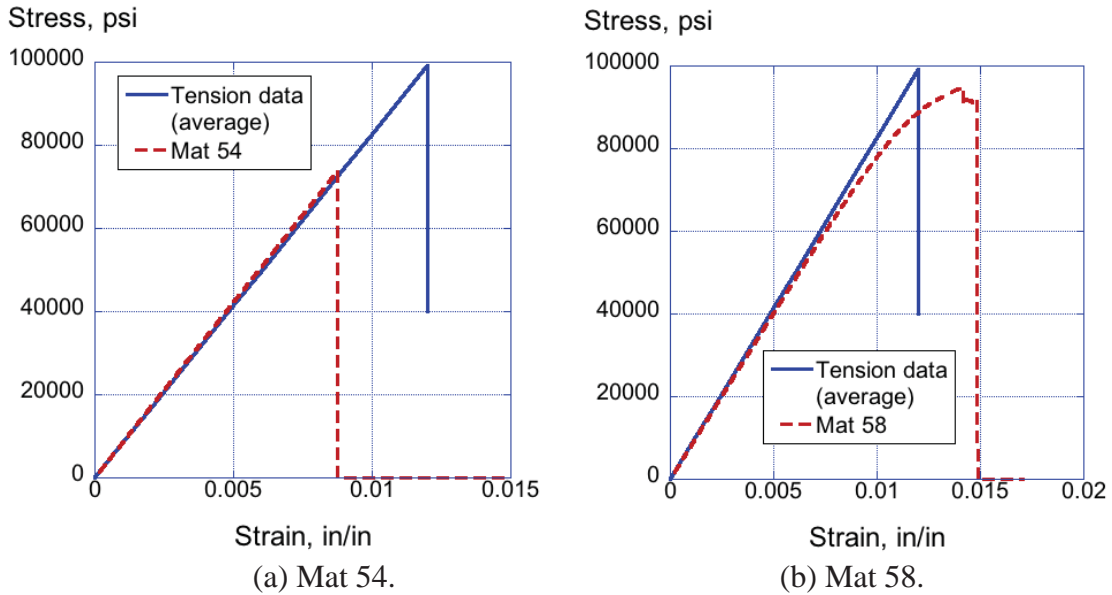 Stress, psi
100000
80000
60000
40000
20000
0
Tension data
(average)
Mat 54
0 0.005 0.01 0.015
Strain, in/in
(a) Mat 54.
Stress, psi
100000
80000
60000
40000
20000
0
Tension data
(average)
Mat 58
0 0.005 0.01 0.015 0.02
Strain, in/in
(b) Mat 58.